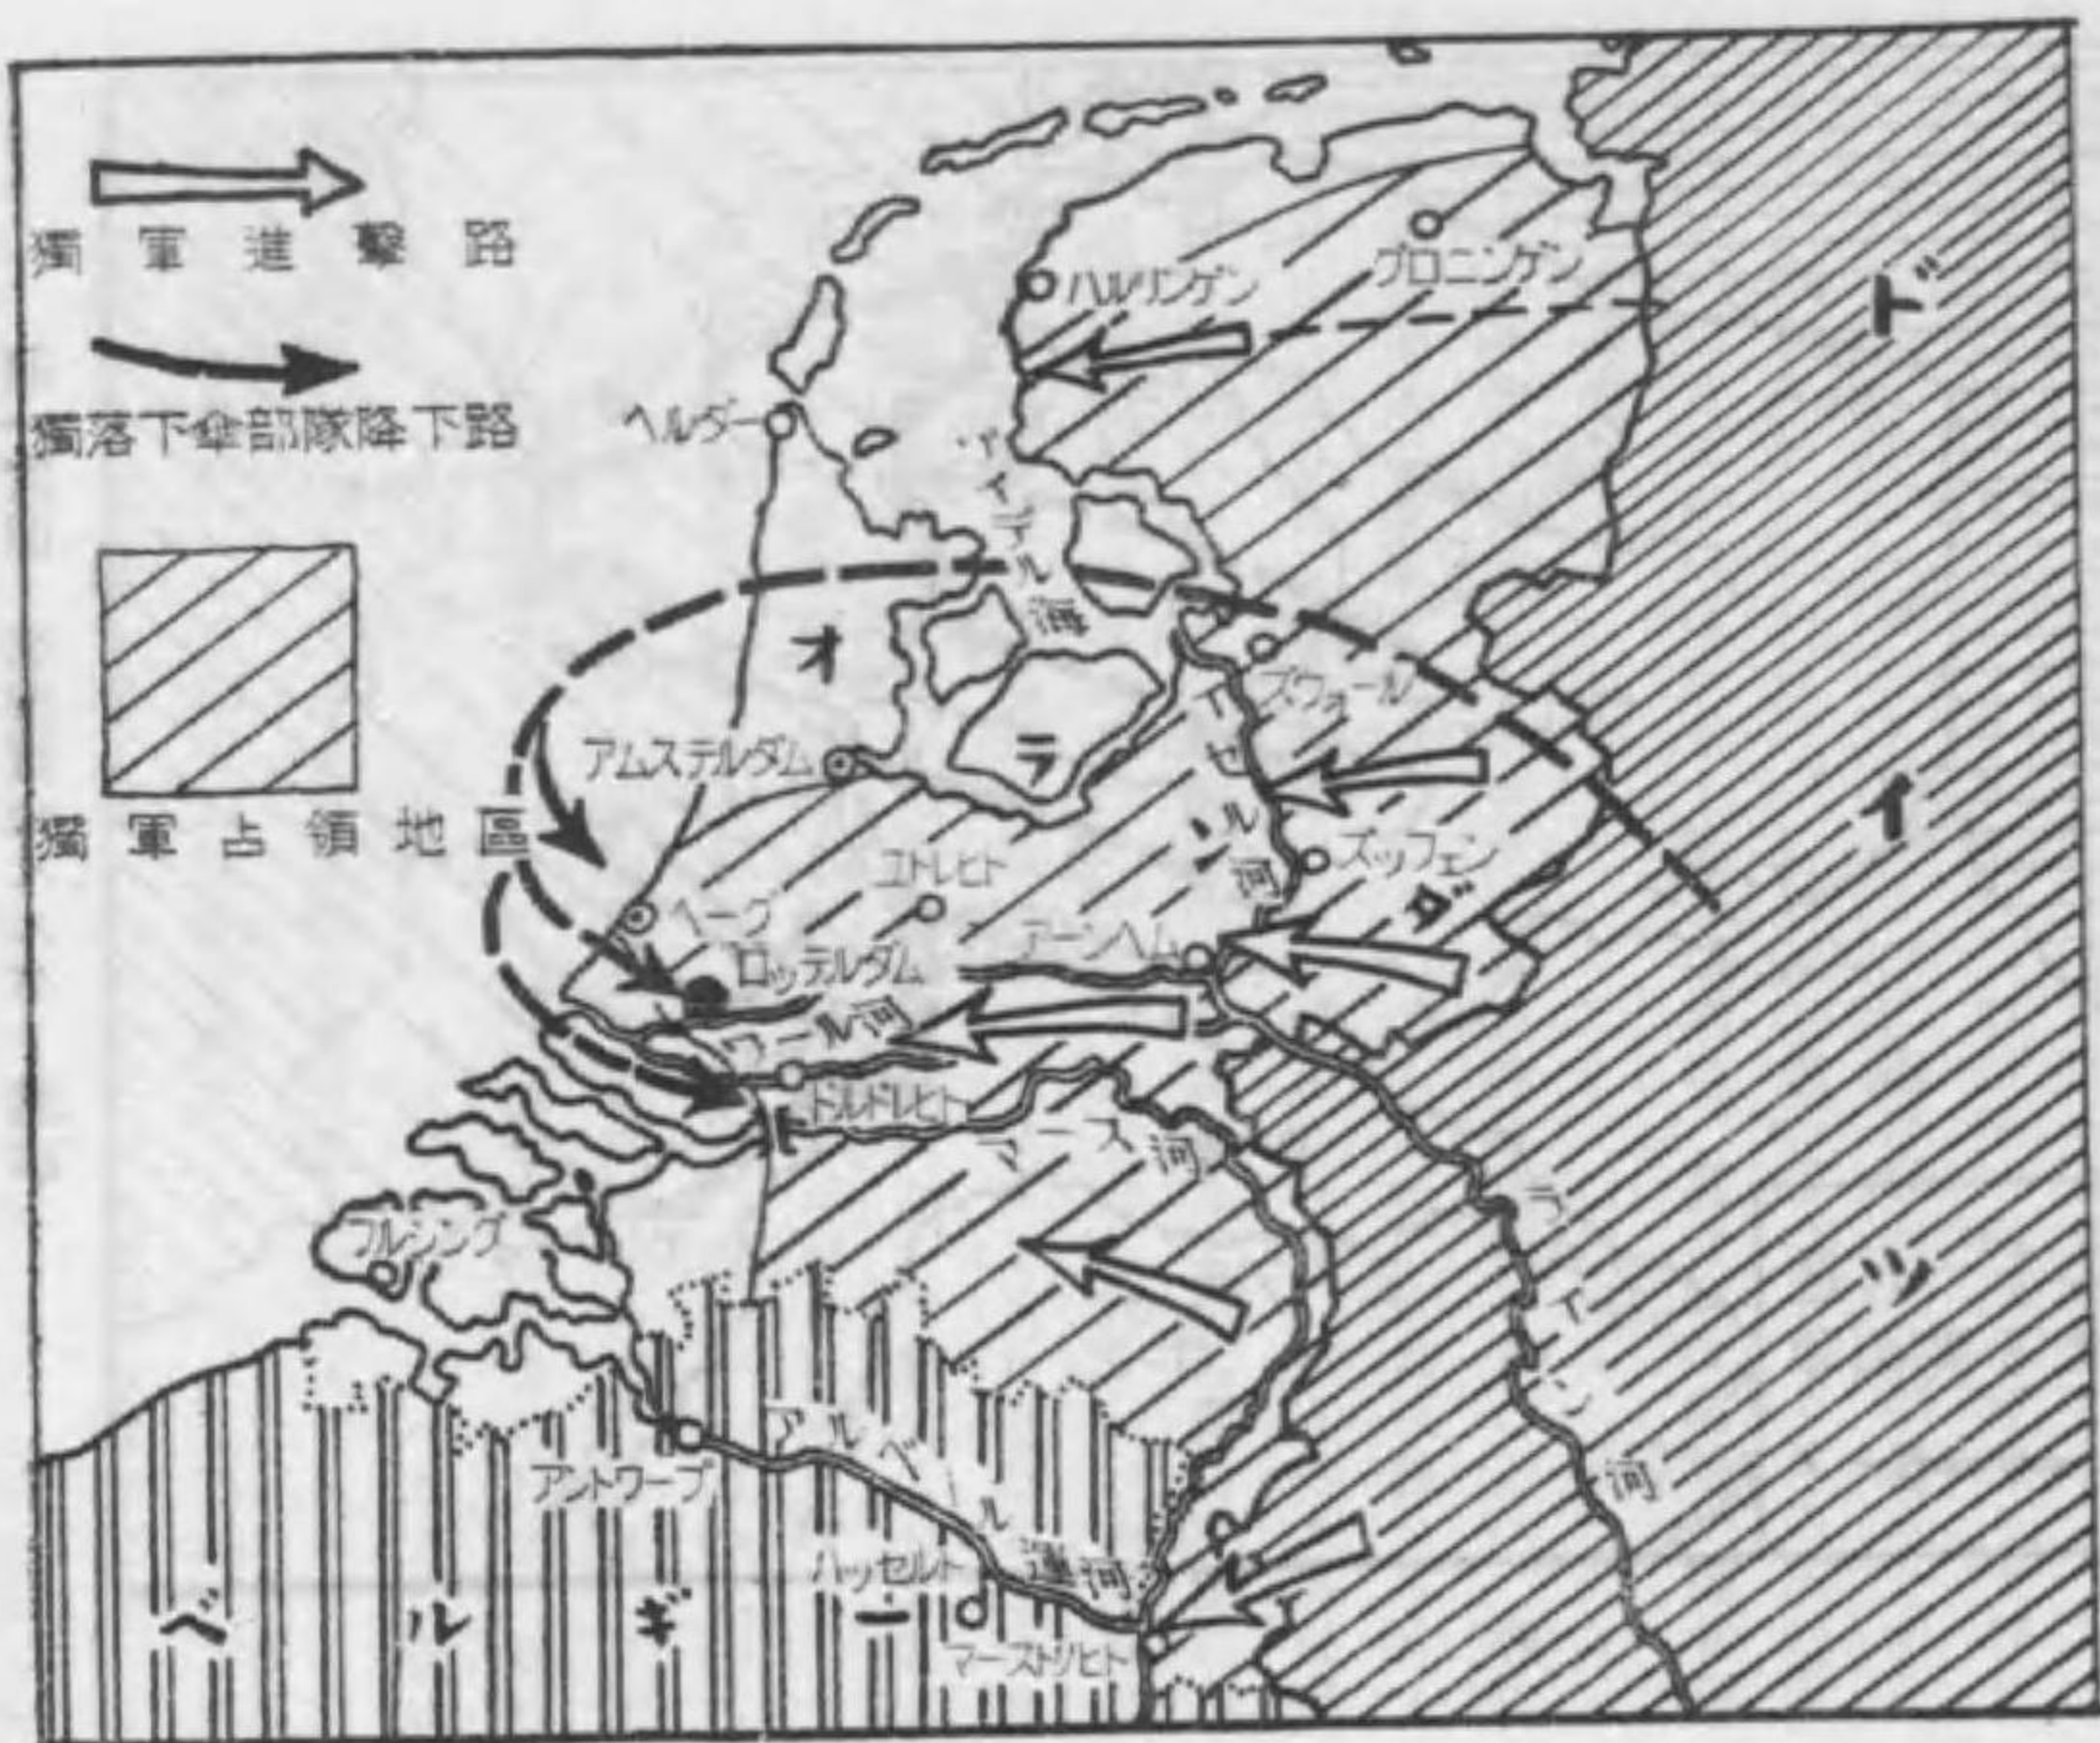 獨軍進擊路
獨落下傘部隊降下路
獨軍占領地區
グロニンゲン
ハルリンゲン
ヘルダー
ゾイデル海
ズウォール
アムステルダム
イセル河
ズッフェン
ユトレヒト
ヘーグ
アーンヘム
ロッテルダム
ワール河
ドルドレヒト
マース河
フルシング
アントワープ
アルベール運河
ハッセルト
マーストリヒト
ライン河
オランダ
ドイツ
ベルギー